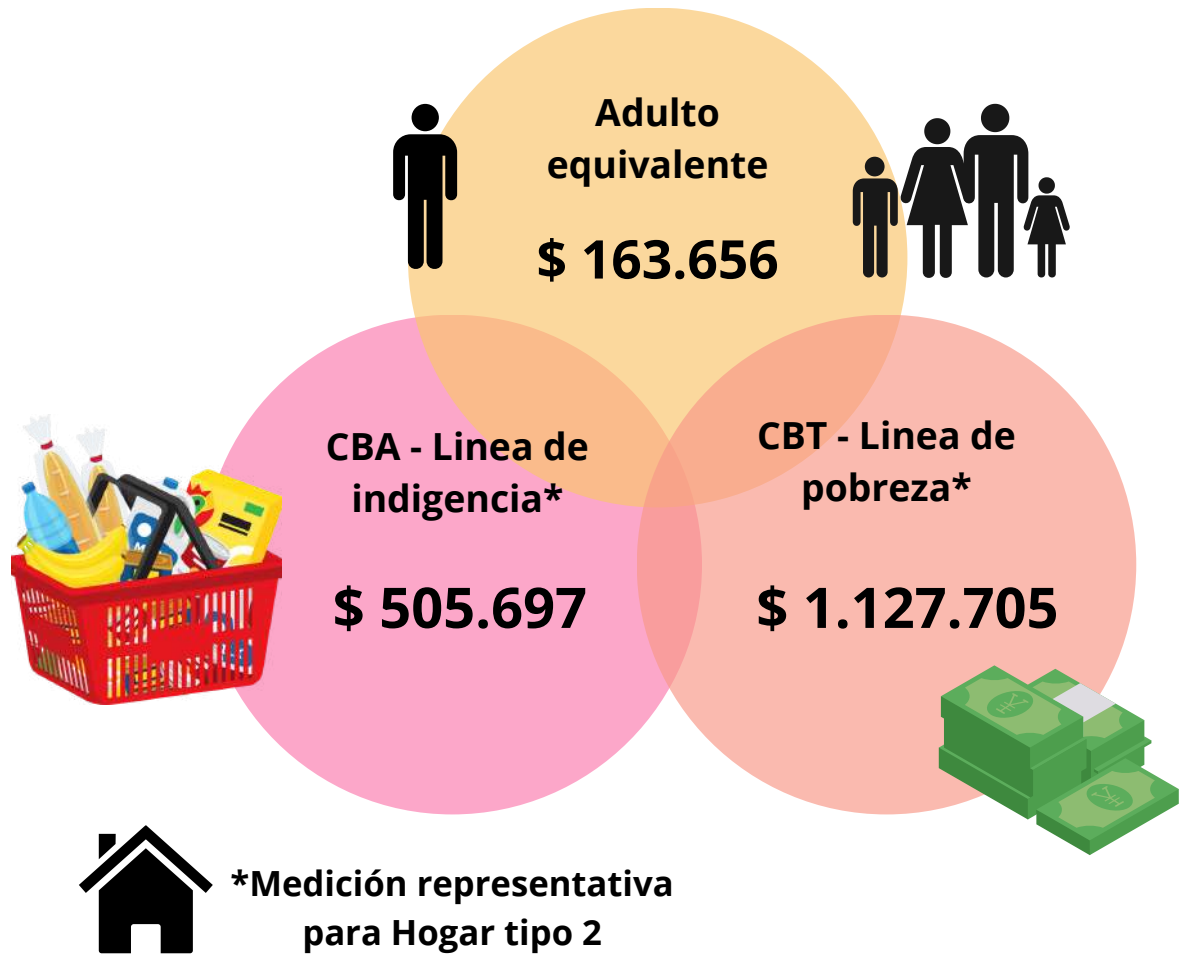 Adulto
equivalente
$ 163.656
CBA - Linea de
indigencia*
$ 505.697
CBT - Linea de
pobreza*
$ 1.127.705
*Medición representativa
para Hogar tipo 2